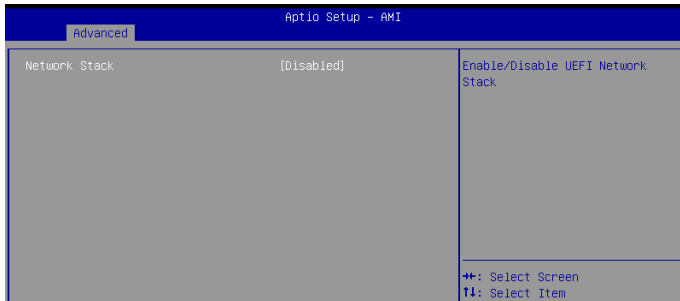 Aptio Setup – AMI
Advanced
Network Stack [Disabled]
Enable/Disable UEFI Network
Stack
→←: Select Screen
↑↓: Select Item